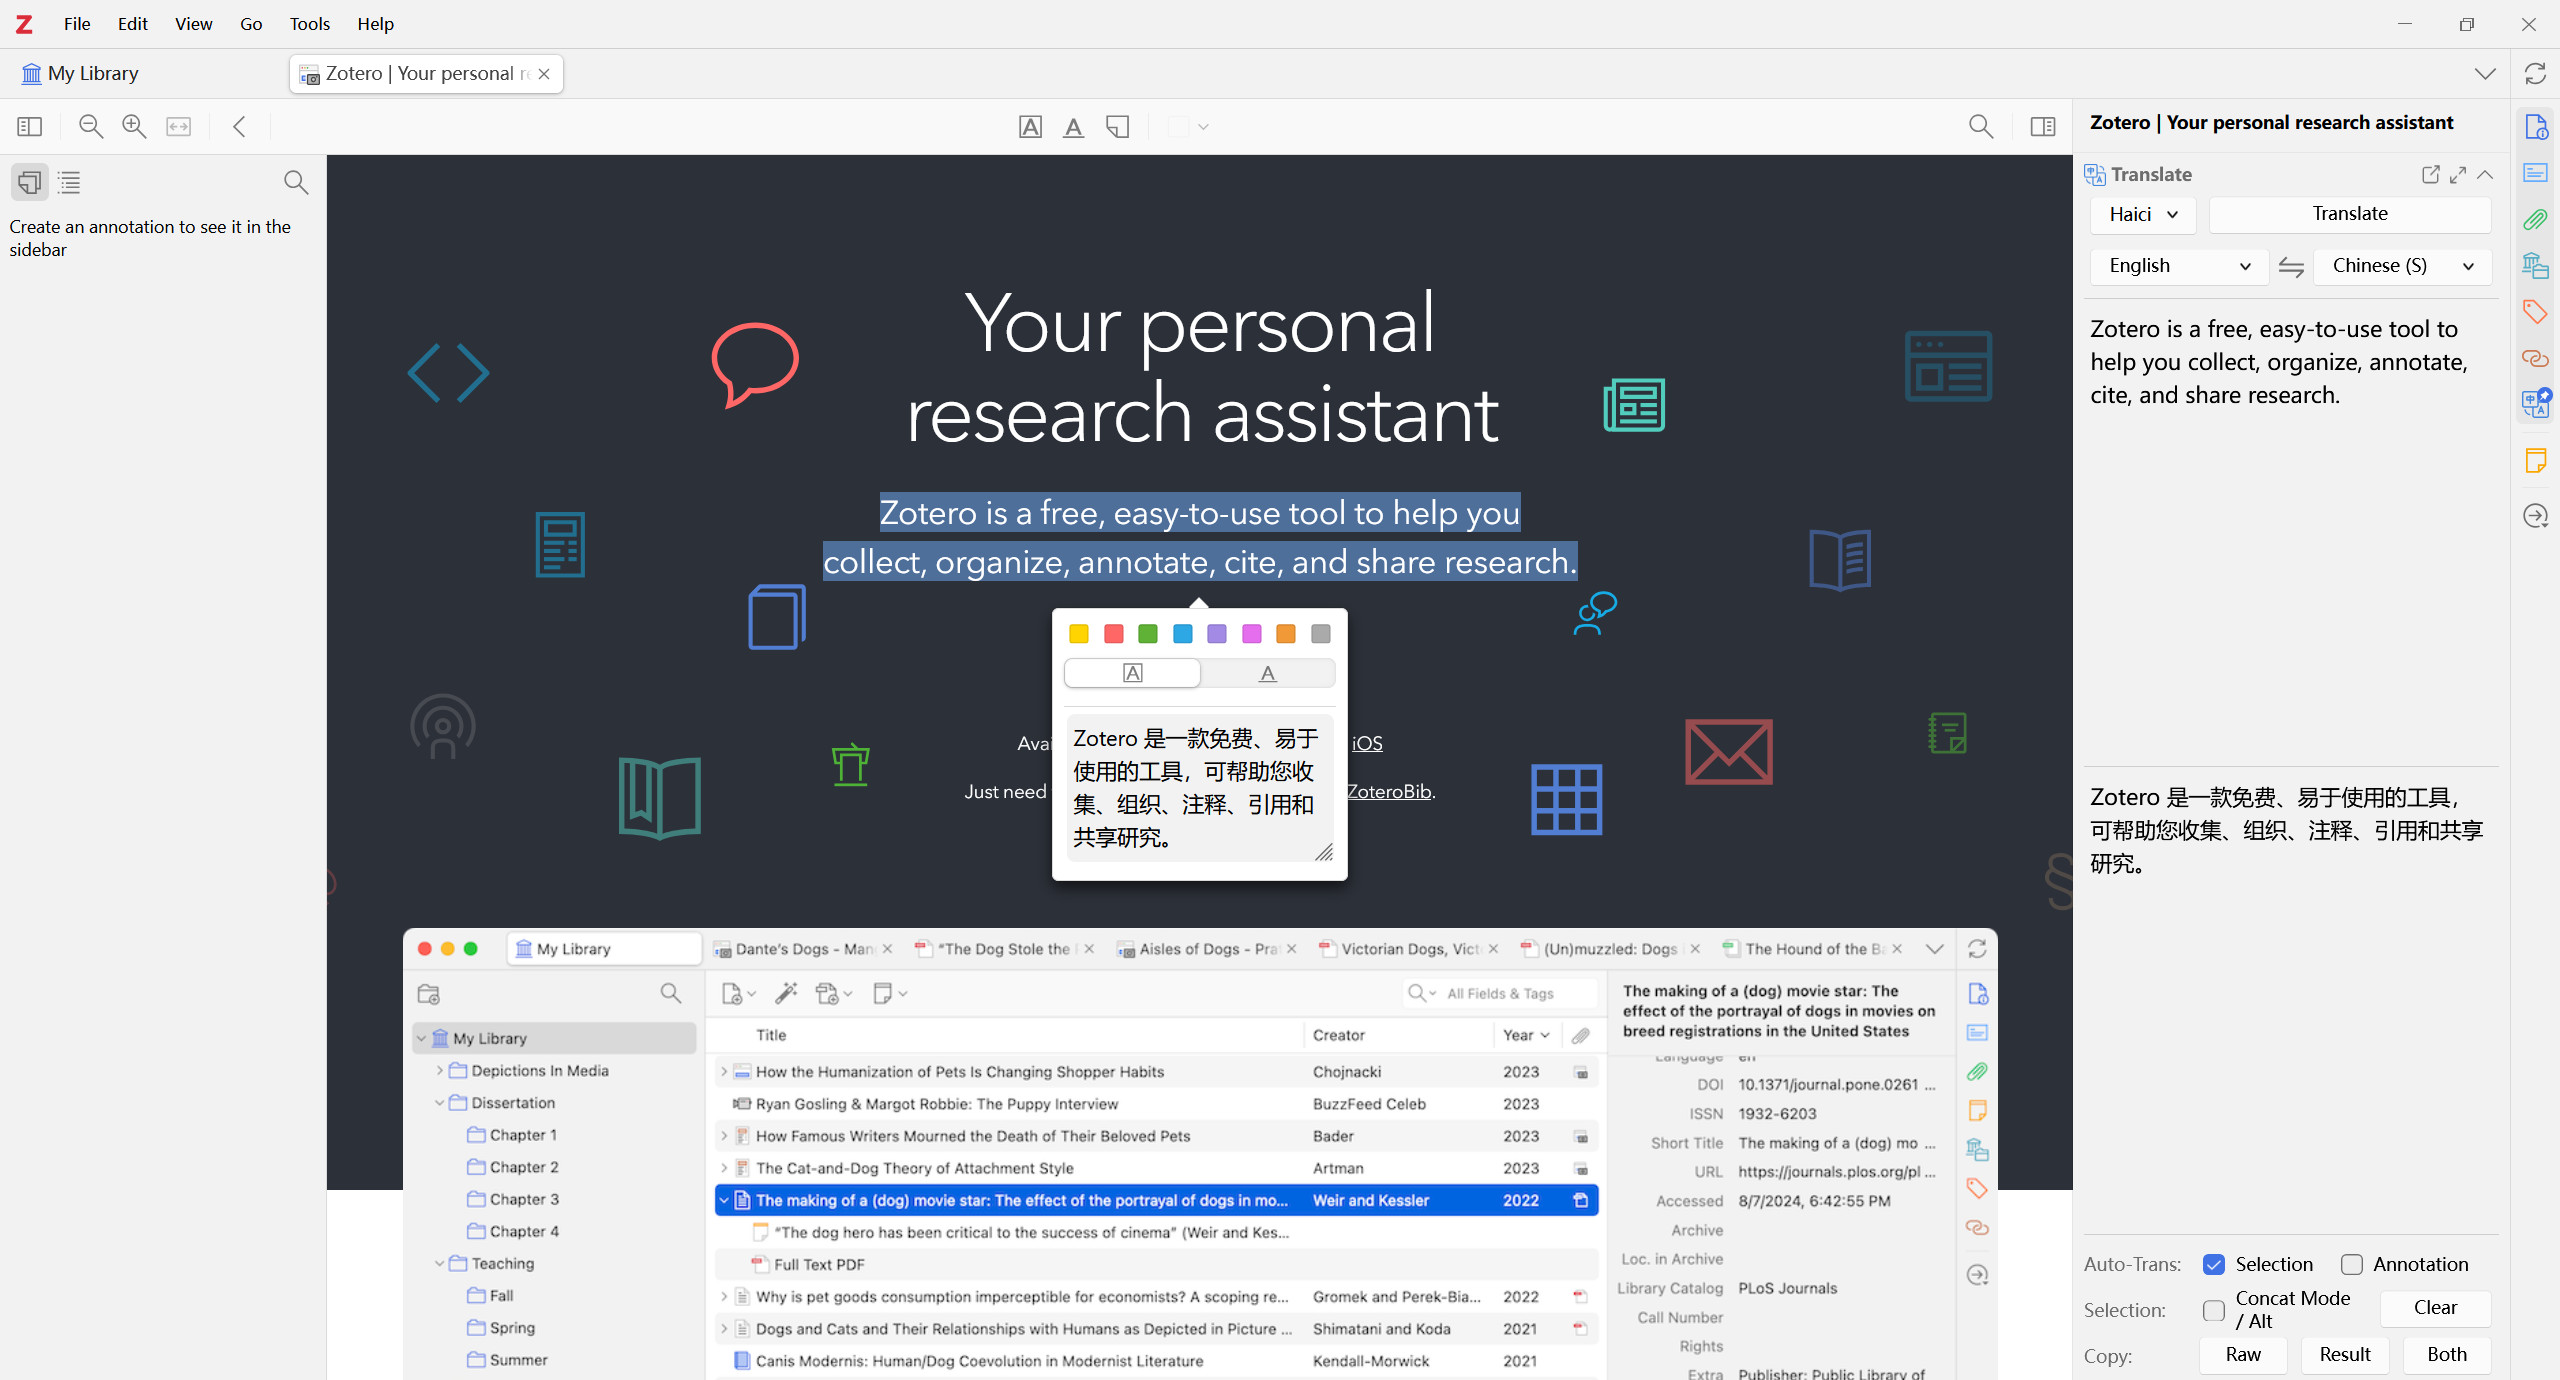 File Edit View Go Tools Help
My Library
Zotero | Your personal
Zotero | Your personal research assistant
Create an annotation to see it in the
sidebar
Your personal
research assistant
Zotero is a free, easy-to-use tool to help you
collect, organize, annotate, cite, and share research.
Zotero 是一款免费、易于
使用的工具，可帮助您收
集、组织、注释、引用和
共享研究。
iOS
Just need ZoteroBib.
My Library Dante's Dogs - "The Dog Stole the Aisles of Dogs - Victorian Dogs, (Un)muzzled: Dogs The Hound of the
All Fields & Tags
Title Creator Year
My Library
Depictions In Media
Dissertation
Chapter 1
Chapter 2
Chapter 3
Chapter 4
Teaching
Fall
Spring
Summer
How the Humanization of Pets Is Changing Shopper Habits Chojnacki 2023
Ryan Gosling & Margot Robbie: The Puppy Interview BuzzFeed Celeb 2023
How Famous Writers Mourned the Death of Their Beloved Pets Bader 2023
The Cat-and-Dog Theory of Attachment Style Artman 2023
The making of a (dog) movie star: The effect of the portrayal of dogs in mo... Weir and Kessler 2022
"The dog hero has been critical to the success of cinema" (Weir and Kes...
Full Text PDF
Why is pet goods consumption imperceptible for economists? A scoping re... Gromek and Perek-Bia... 2022
Dogs and Cats and Their Relationships with Humans as Depicted in Picture ... Shimatani and Koda 2021
Canis Modernis: Human/Dog Coevolution in Modernist Literature Kendall-Morwick 2021
The making of a (dog) movie star: The
effect of the portrayal of dogs in movies on
breed registrations in the United States
Language en
DOI 10.1371/journal.pone.0261 ...
ISSN 1932-6203
Short Title The making of a (dog) mo ...
URL https://journals.plos.org/pl ...
Accessed 8/7/2024, 6:42:55 PM
Archive
Loc. in Archive
Library Catalog PLoS Journals
Call Number
Rights
Extra Publisher: Public Library of
Translate
Haici Translate
English Chinese (S)
Zotero is a free, easy-to-use tool to
help you collect, organize, annotate,
cite, and share research.
Zotero 是一款免费、易于使用的工具，
可帮助您收集、组织、注释、引用和共享
研究。
Auto-Trans: Selection Annotation
Selection: Concat Mode
/ Alt Clear
Copy: Raw Result Both